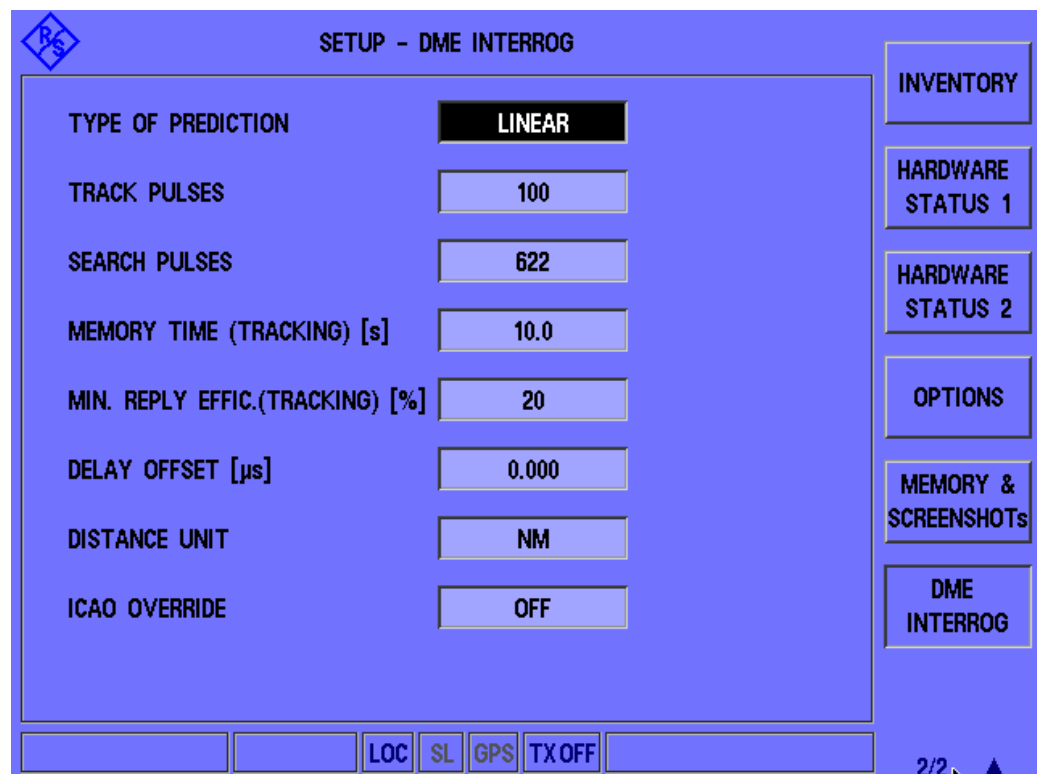 R/S
SETUP - DME INTERROG
TYPE OF PREDICTION LINEAR
TRACK PULSES 100
SEARCH PULSES 622
MEMORY TIME (TRACKING) [s] 10.0
MIN. REPLY EFFIC.(TRACKING) [%] 20
DELAY OFFSET [µs] 0.000
DISTANCE UNIT NM
ICAO OVERRIDE OFF
INVENTORY
HARDWARE
STATUS 1
HARDWARE
STATUS 2
OPTIONS
MEMORY &
SCREENSHOTs
DME
INTERROG
LOC SL GPS TX OFF
2/2